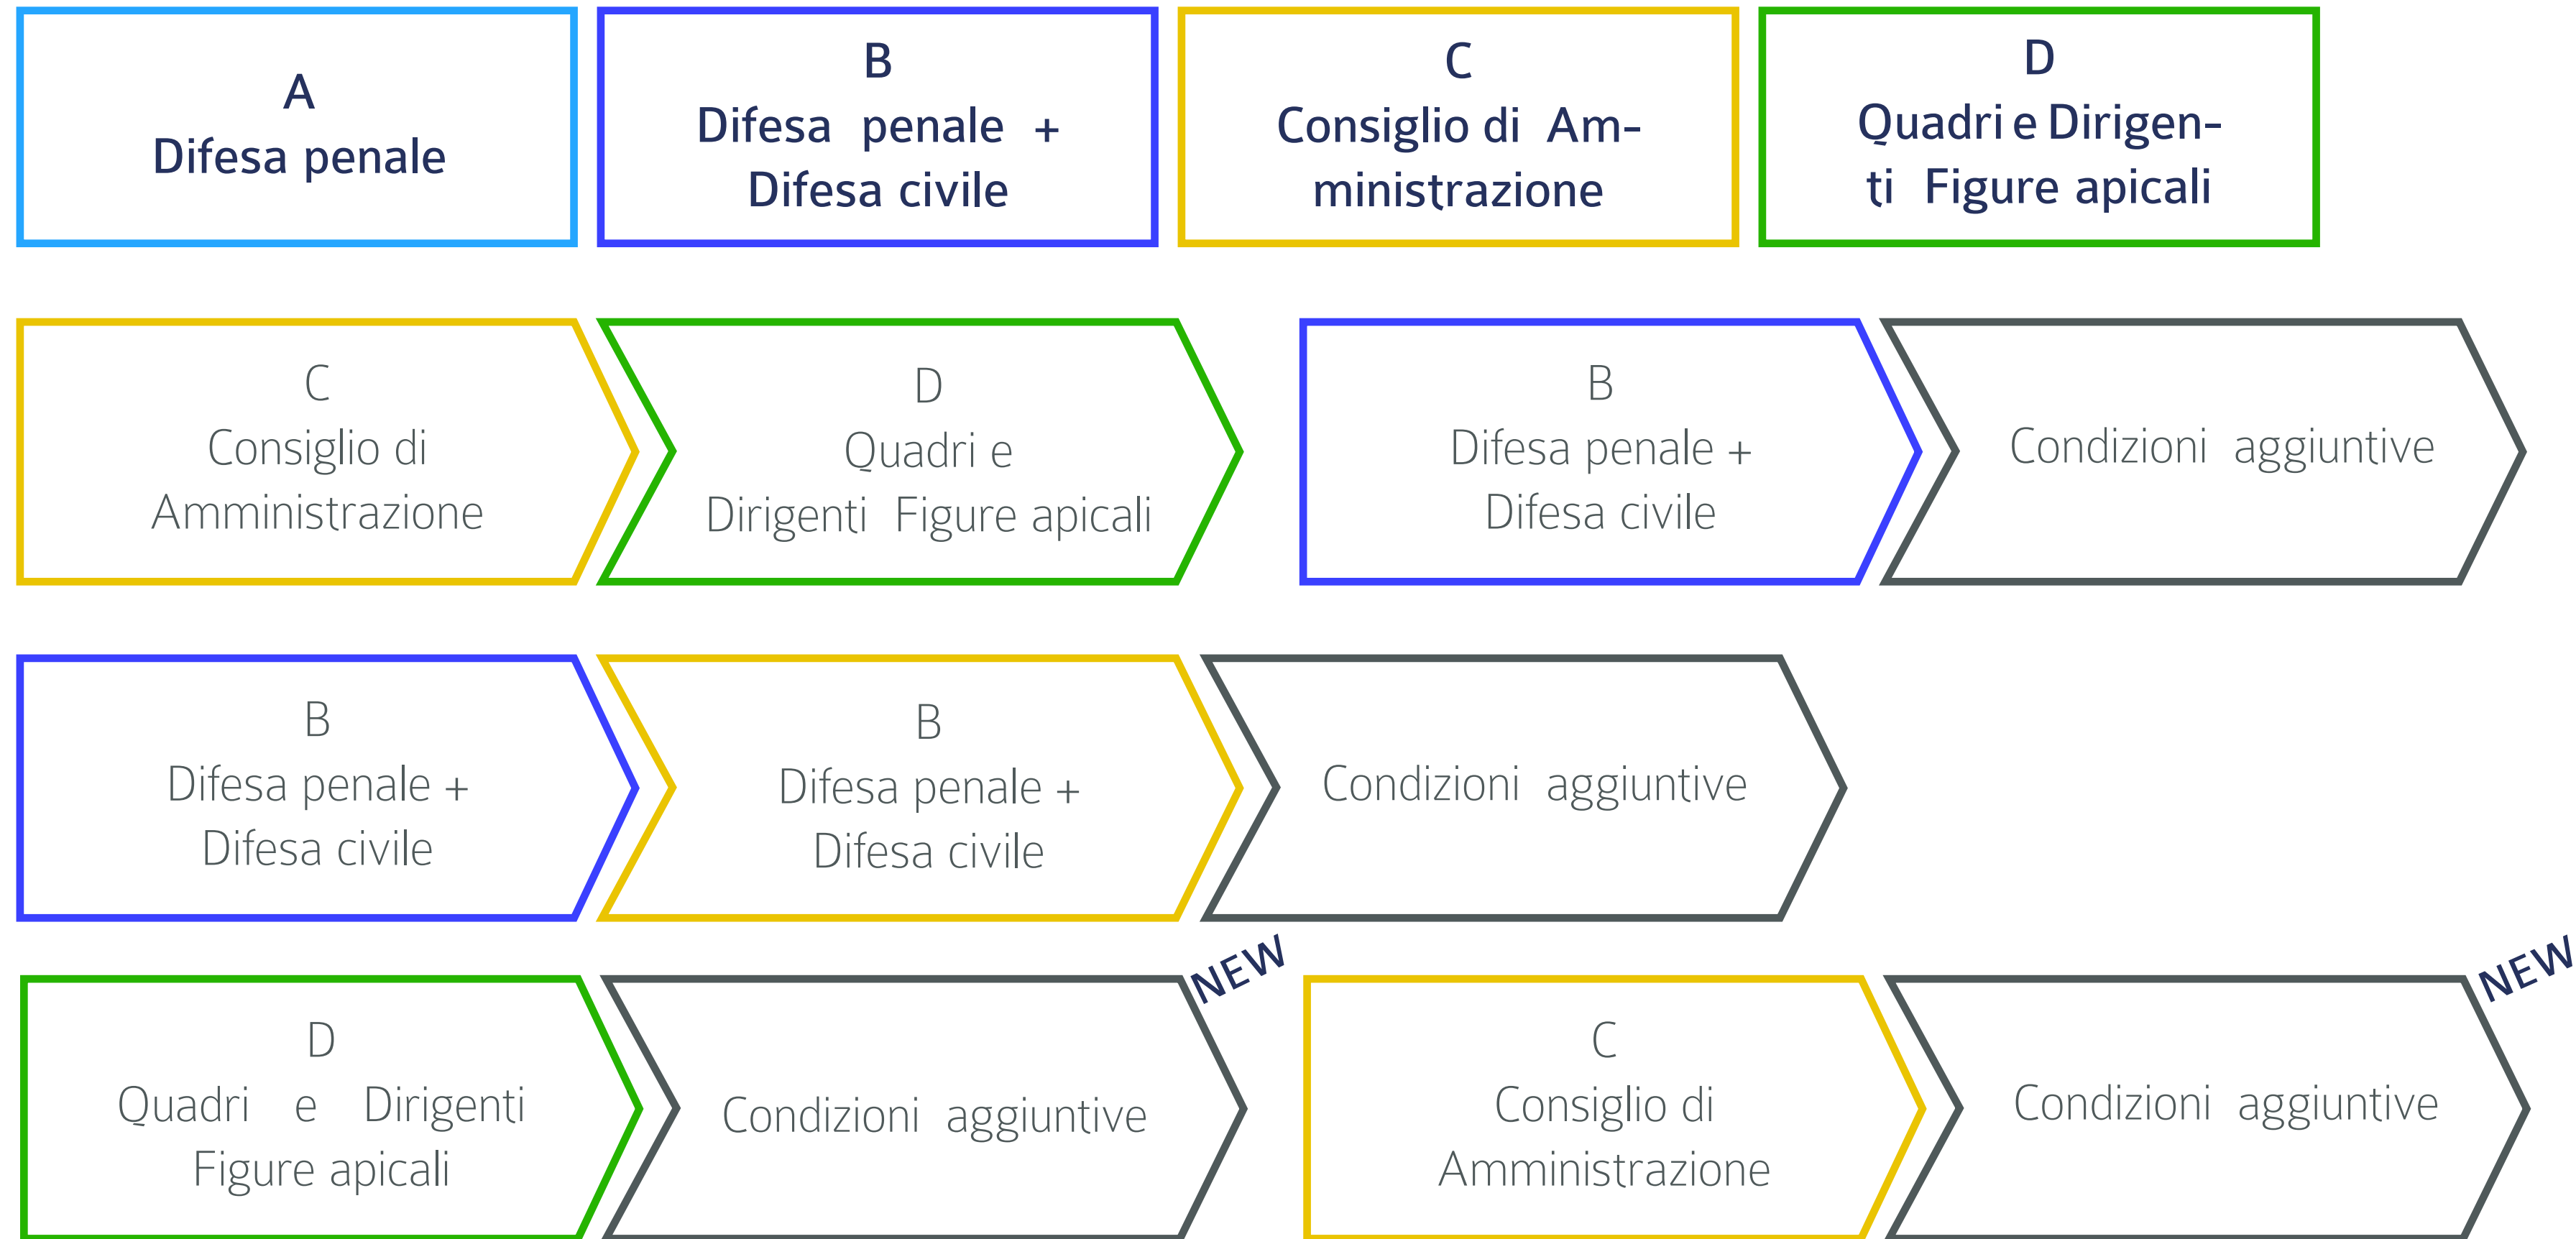 A
Difesa penale
B
Difesa penale +
Difesa civile
C
Consiglio di Am-
ministrazione
D
Quadri e Dirigen-
ti Figure apicali
C
Consiglio di
Amministrazione
D
Quadri e
Dirigenti Figure apicali
B
Difesa penale +
Difesa civile
Condizioni aggiuntive
B
Difesa penale +
Difesa civile
B
Difesa penale +
Difesa civile
Condizioni aggiuntive
D
Quadri e Dirigenti
Figure apicali
Condizioni aggiuntive
NEW
C
Consiglio di
Amministrazione
Condizioni aggiuntive
NEW